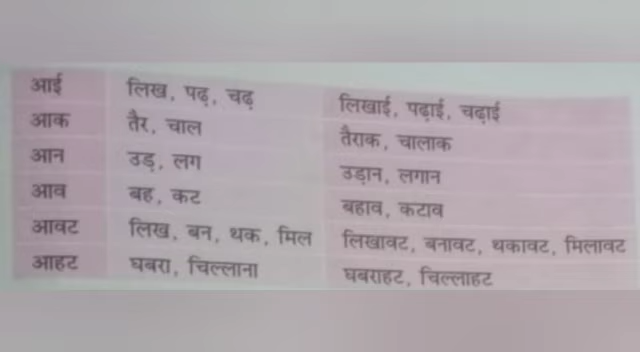 आई लिख, पढ़, चढ़ लिखाई, पढ़ाई, चढ़ाई
आक तैर, चाल तैराक, चालाक
आन उड़, लग उड़ान, लगान
आव बह, कट बहाव, कटाव
आवट लिख, बन, थक, मिल लिखावट, बनावट, थकावट, मिलावट
आहट घबरा, चिल्लाना घबराहट, चिल्लाहट